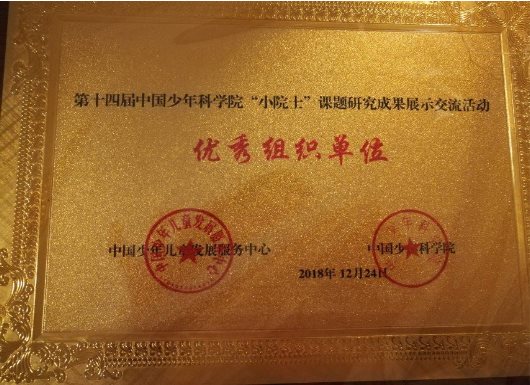 第十四届中国少年科学院“小院士”课题研究成果展示交流活动
优秀组织单位
中国少年儿童发展服务中心 中国少年科学院
2018年12月24日